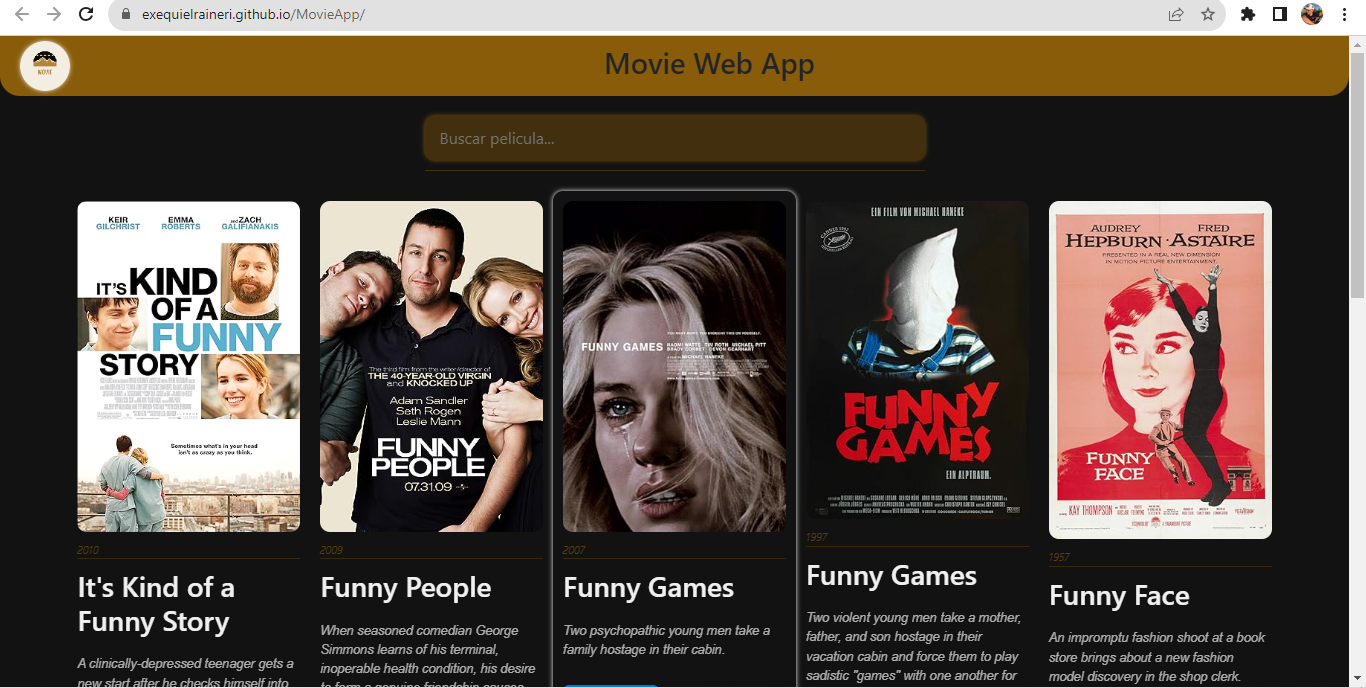 exequielraineri.github.io/MovieApp/
MOVIE
Movie Web App
Buscar película...
KEIR
GILCHRIST
EMMA
ROBERTS
AND ZACH
GALIFIANAKIS
IT'S KIND
OF A
FUNNY
STORY
Sometimes what's in your head
isn't as crazy as you think.
2010
It's Kind of a
Funny Story
A clinically-depressed teenager gets a
new start after he checks himself into
The third film from the writer/director of
THE 40-YEAR-OLD VIRGIN
and KNOCKED UP
Adam Sandler
Seth Rogen
Leslie Mann
FUNNY
PEOPLE
07.31.09
2009
Funny People
When seasoned comedian George
Simmons learns of his terminal,
inoperable health condition, his desire
to form a genuine friendship causes
FUNNY GAMES
NAOMI WATTS TIM ROTH MICHAEL PITT
BRADY CORBET DEVON GEARHART
2007
Funny Games
Two psychopathic young men take a
family hostage in their cabin.
EIN FILM VON MICHAEL HANEKE
FUNNY
GAMES
EIN ALPTRAUM.
1997
Funny Games
Two violent young men take a mother,
father, and son hostage in their
vacation cabin and force them to play
sadistic "games" with one another for
AUDREY FRED
HEPBURN·ASTAIRE
PRESENTED IN A REAL NEW DIMENSION
IN MOTION PICTURE ENTERTAINMENT.
FUNNY
FACE
KAY THOMPSON
1957
Funny Face
An impromptu fashion shoot at a book
store brings about a new fashion
model discovery in the shop clerk.